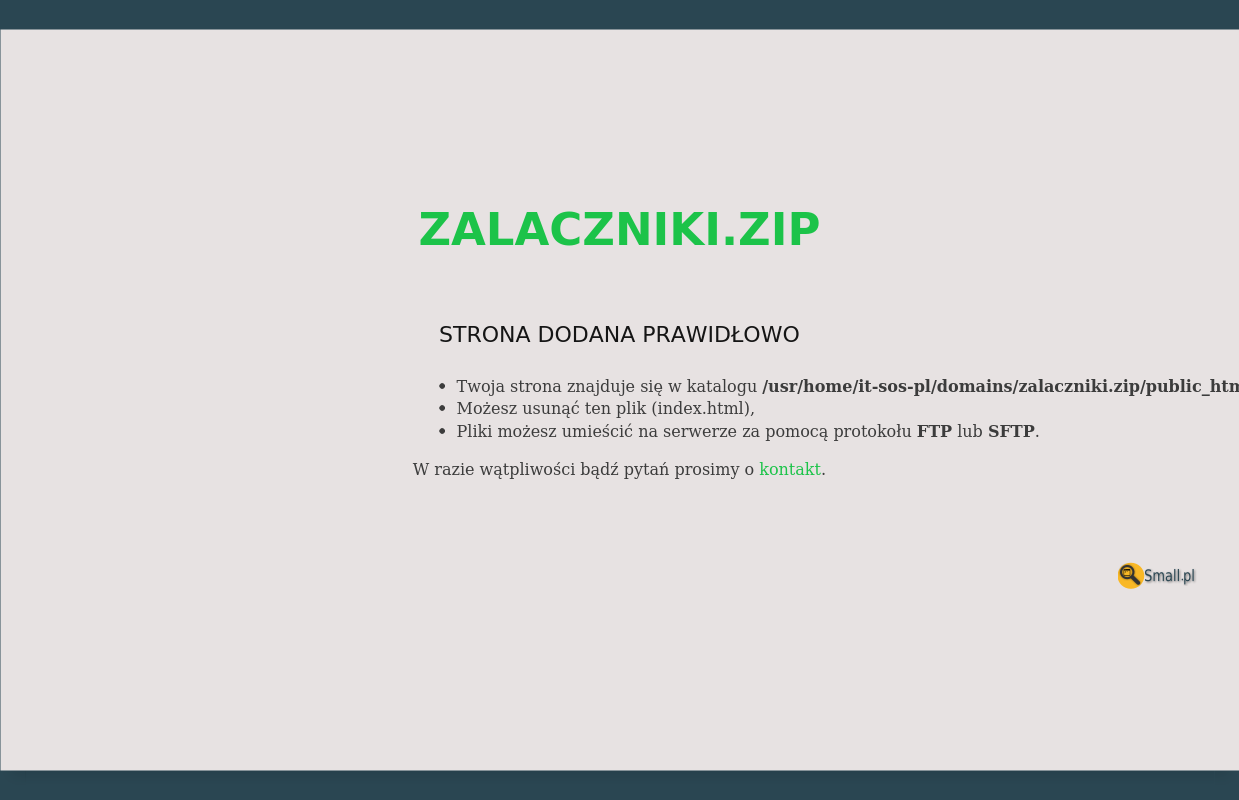 ZALACZNIKI.ZIP
STRONA DODANA PRAWIDŁOWO
• Twoja strona znajduje się w katalogu /usr/home/it-sos-pl/domains/zalaczniki.zip/public_htm
• Możesz usunąć ten plik (index.html),
• Pliki możesz umieścić na serwerze za pomocą protokołu FTP lub SFTP.
W razie wątpliwości bądź pytań prosimy o kontakt.
Small.pl